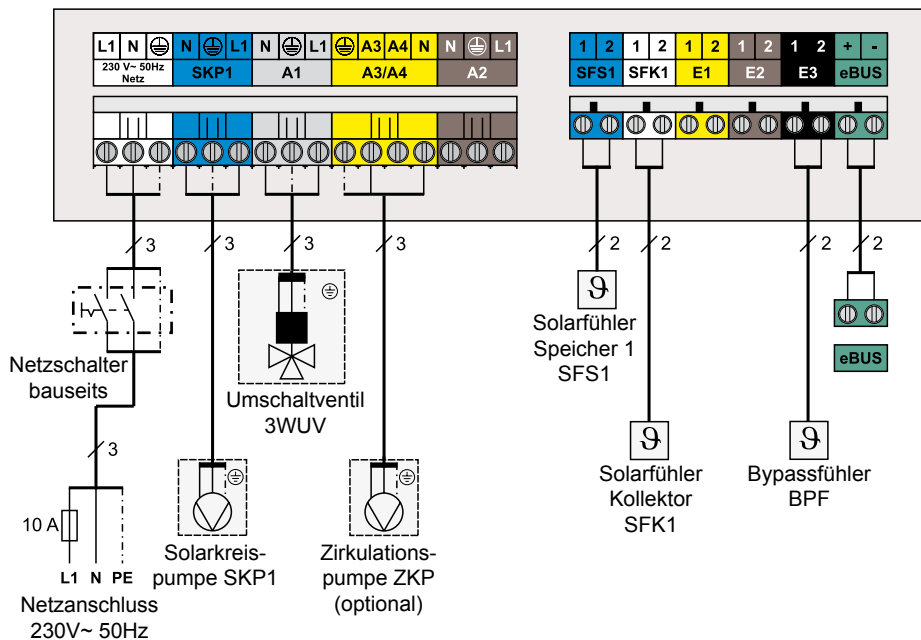 L1 N N L1 N L1 A3 A4 N N L1
230 V~ 50Hz
Netz
SKP1 A1 A3/A4 A2
1 2 1 2 1 2 1 2 1 2 + -
SFS1 SFK1 E1 E2 E3 eBUS
3 3 3 3 2 2 2 2
Netzschalter
bauseits
Umschaltventil
3WUV
ϑ
Solarfühler
Speicher 1
SFS1
eBUS
3
ϑ
Solarfühler
Kollektor
SFK1
ϑ
Bypassfühler
BPF
10 A
L1 N PE
Netzanschluss
230V~ 50Hz
Solarkreis-
pumpe SKP1
Zirkulations-
pumpe ZKP
(optional)